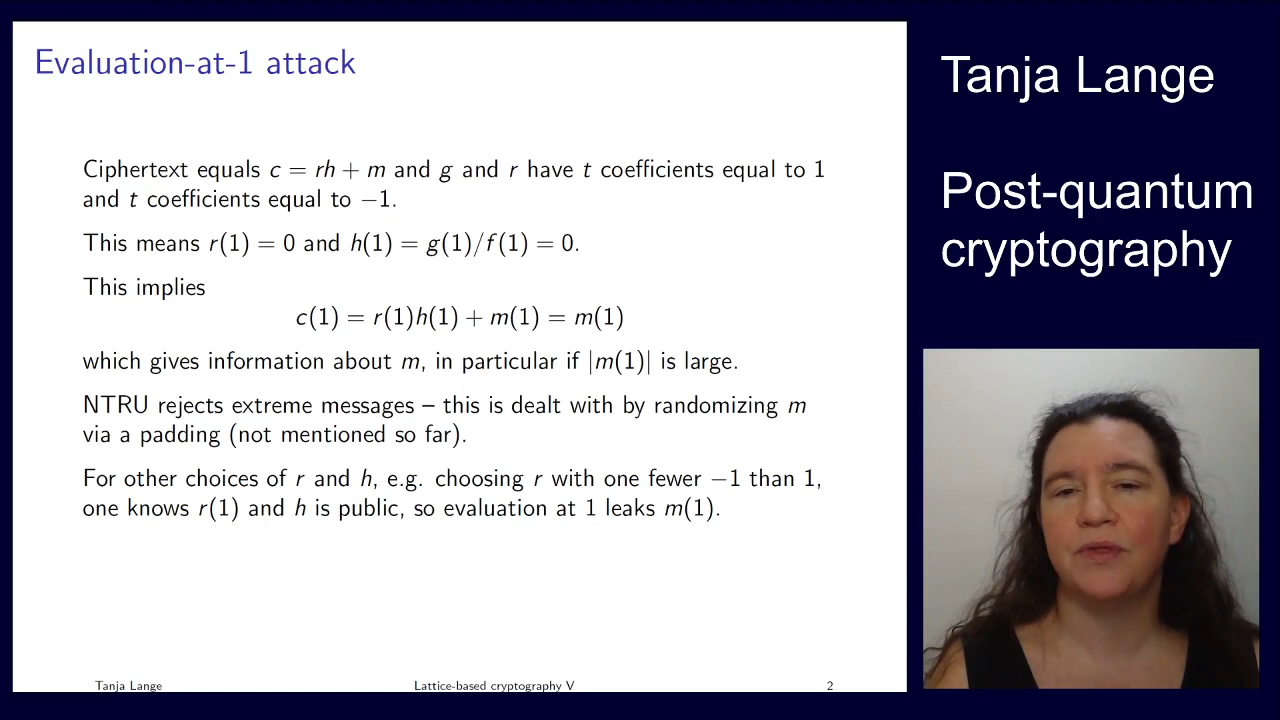 Evaluation-at-1 attack
Ciphertext equals c = rh + m and g and r have t coefficients equal to 1
and t coefficients equal to −1.
This means r(1) = 0 and h(1) = g(1)/f(1) = 0.
This implies
c(1) = r(1)h(1) + m(1) = m(1)
which gives information about m, in particular if |m(1)| is large.
NTRU rejects extreme messages – this is dealt with by randomizing m
via a padding (not mentioned so far).
For other choices of r and h, e.g. choosing r with one fewer −1 than 1,
one knows r(1) and h is public, so evaluation at 1 leaks m(1).
Tanja Lange
Lattice-based cryptography V
2
Tanja Lange
Post-quantum
cryptography